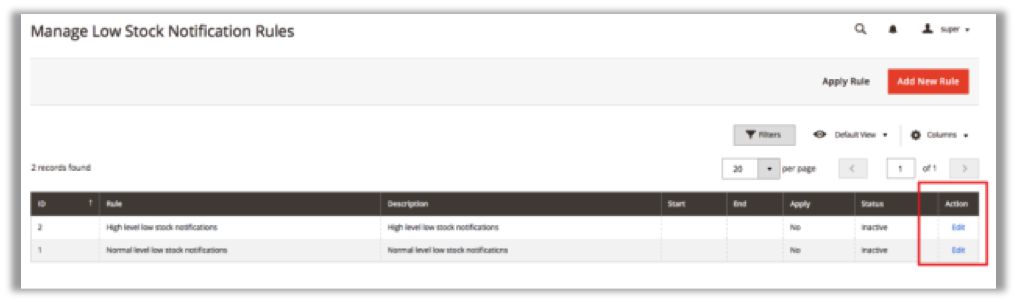 Manage Low Stock Notification Rules
super
Apply Rule Add New Rule
Filters Default View Columns
2 records found
20 per page 1 of 1
ID ↑ Rule Description Start End Apply Status Action
2 High level low stock notifications High level low stock notifications No Inactive Edit
1 Normal level low stock notifications Normal level low stock notifications No Inactive Edit